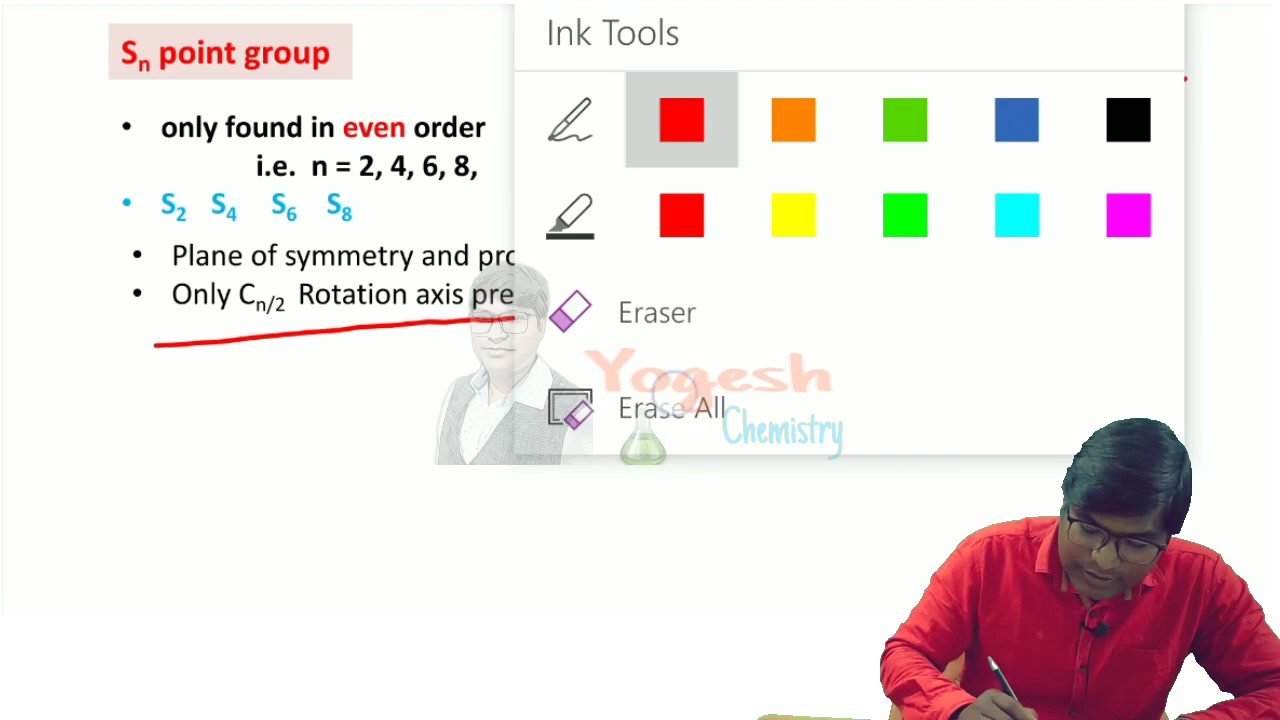 Sn point group
• only found in even order
i.e. n = 2, 4, 6, 8,
• S2 S4 S6 S8
• Plane of symmetry and pro
• Only Cn/2 Rotation axis pre
Ink Tools
Eraser
Erase All
Yogesh
Chemistry